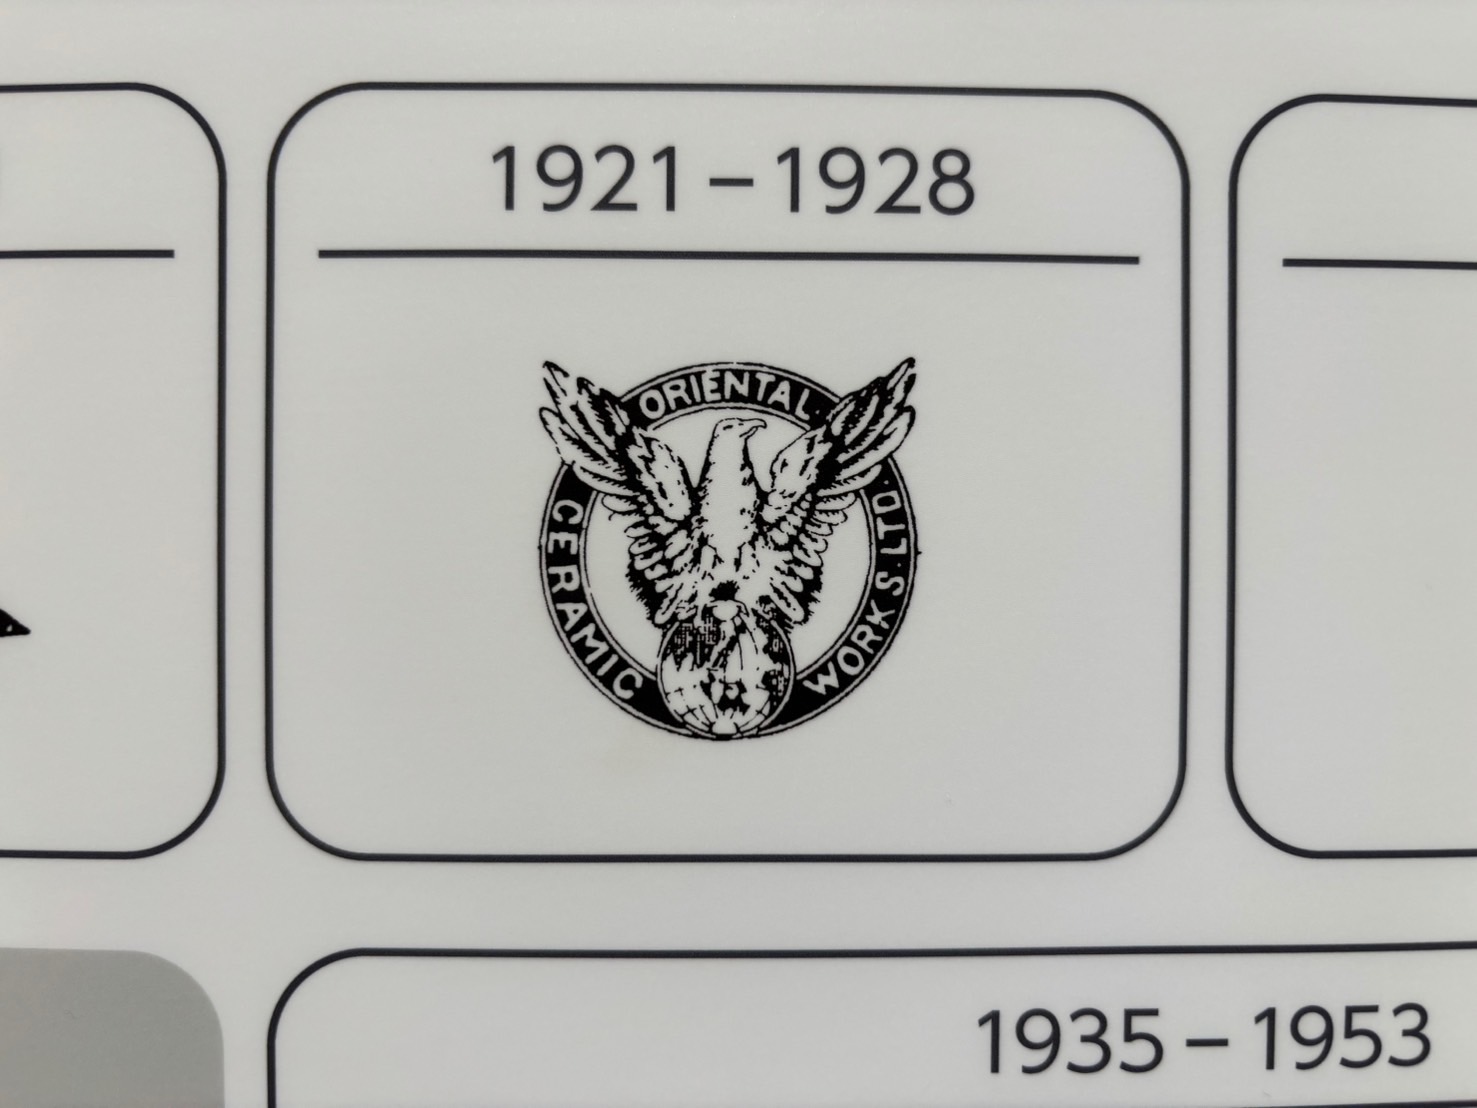 1921 – 1928
ORIENTAL
CERAMIC
WORKS. LTD.
1935 – 1953